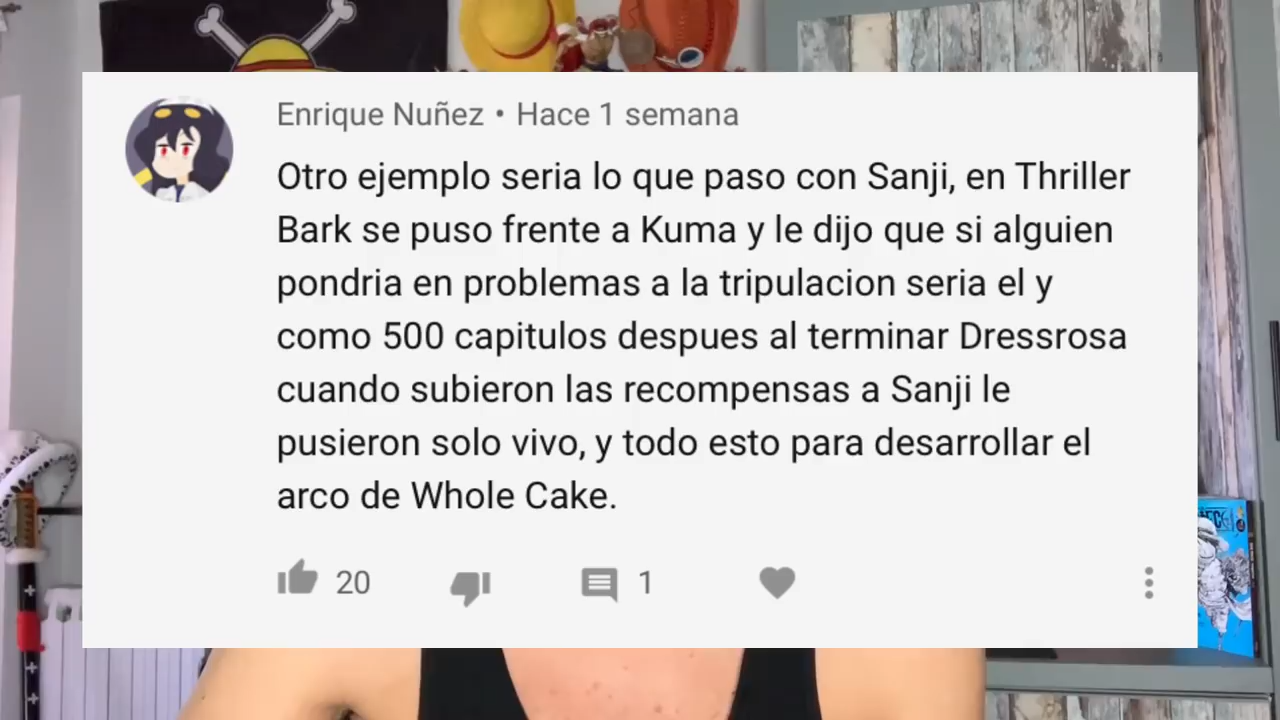 Enrique Nuñez • Hace 1 semana
Otro ejemplo seria lo que paso con Sanji, en Thriller
Bark se puso frente a Kuma y le dijo que si alguien
pondria en problemas a la tripulacion seria el y
como 500 capitulos despues al terminar Dressrosa
cuando subieron las recompensas a Sanji le
pusieron solo vivo, y todo esto para desarrollar el
arco de Whole Cake.
20
1